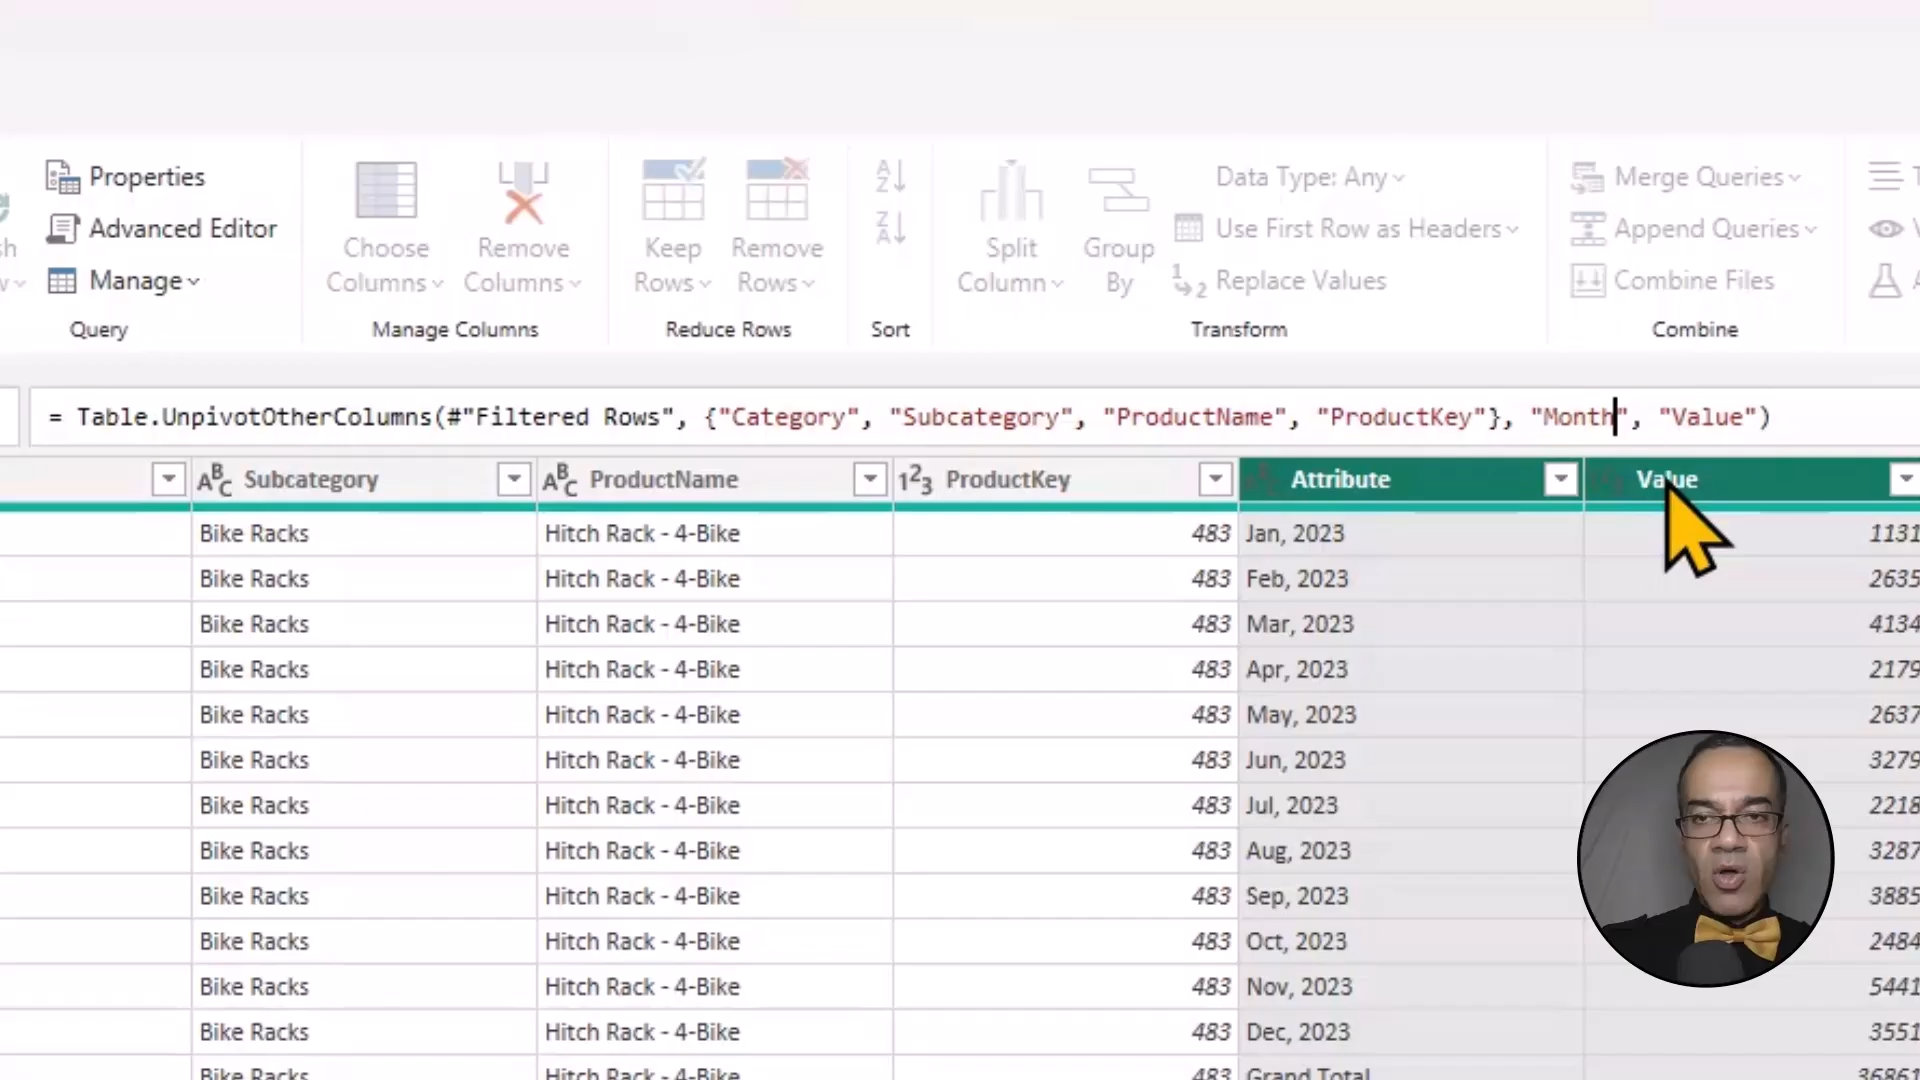 Properties
Advanced Editor
Manage
Query
Choose Columns
Remove Columns
Manage Columns
Keep Rows
Remove Rows
Reduce Rows
Sort
Split Column
Group By
Data Type: Any
Use First Row as Headers
Replace Values
Transform
Merge Queries
Append Queries
Combine Files
Combine
= Table.UnpivotOtherColumns(#"Filtered Rows", {"Category", "Subcategory", "ProductName", "ProductKey"}, "Month", "Value")
Subcategory ProductName ProductKey Attribute Value
Bike Racks Hitch Rack - 4-Bike 483 Jan, 2023 1131
Bike Racks Hitch Rack - 4-Bike 483 Feb, 2023 2635
Bike Racks Hitch Rack - 4-Bike 483 Mar, 2023 4134
Bike Racks Hitch Rack - 4-Bike 483 Apr, 2023 2179
Bike Racks Hitch Rack - 4-Bike 483 May, 2023 2637
Bike Racks Hitch Rack - 4-Bike 483 Jun, 2023 3279
Bike Racks Hitch Rack - 4-Bike 483 Jul, 2023 2218
Bike Racks Hitch Rack - 4-Bike 483 Aug, 2023 3287
Bike Racks Hitch Rack - 4-Bike 483 Sep, 2023 3885
Bike Racks Hitch Rack - 4-Bike 483 Oct, 2023 2484
Bike Racks Hitch Rack - 4-Bike 483 Nov, 2023 5441
Bike Racks Hitch Rack - 4-Bike 483 Dec, 2023 3551
Bike Racks Hitch Rack - 4-Bike 483 Grand Total 36861